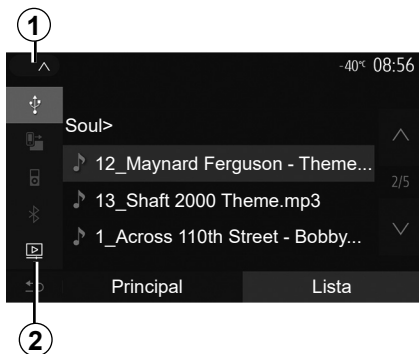 1
-40°C 08:56
Soul>
12_Maynard Ferguson - Theme...
2/5
13_Shaft 2000 Theme.mp3
1_Across 110th Street - Bobby...
Principal Lista
2